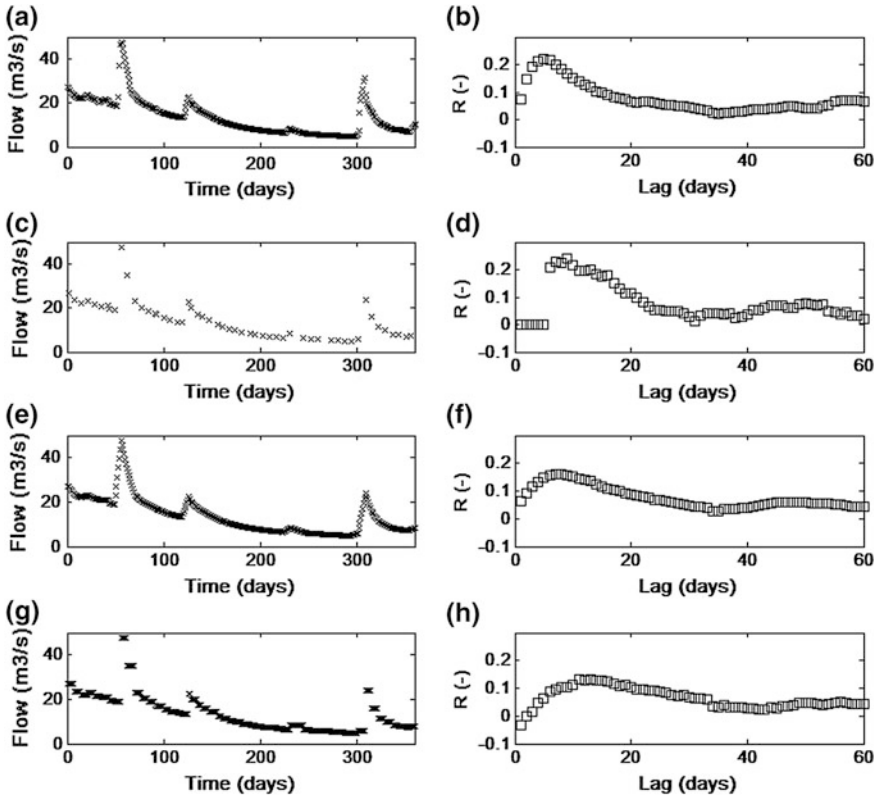 (a)
Flow (m3/s)
40
20
0
0 100 200 300
Time (days)
(b)
R (-)
0.2
0.1
0
−0.1
0 20 40 60
Lag (days)
(c)
Flow (m3/s)
40
20
0
0 100 200 300
Time (days)
(d)
R (-)
0.2
0.1
0
−0.1
0 20 40 60
Lag (days)
(e)
Flow (m3/s)
40
20
0
0 100 200 300
Time (days)
(f)
R (-)
0.2
0.1
0
−0.1
0 20 40 60
Lag (days)
(g)
Flow (m3/s)
40
20
0
0 100 200 300
Time (days)
(h)
R (-)
0.2
0.1
0
−0.1
0 20 40 60
Lag (days)